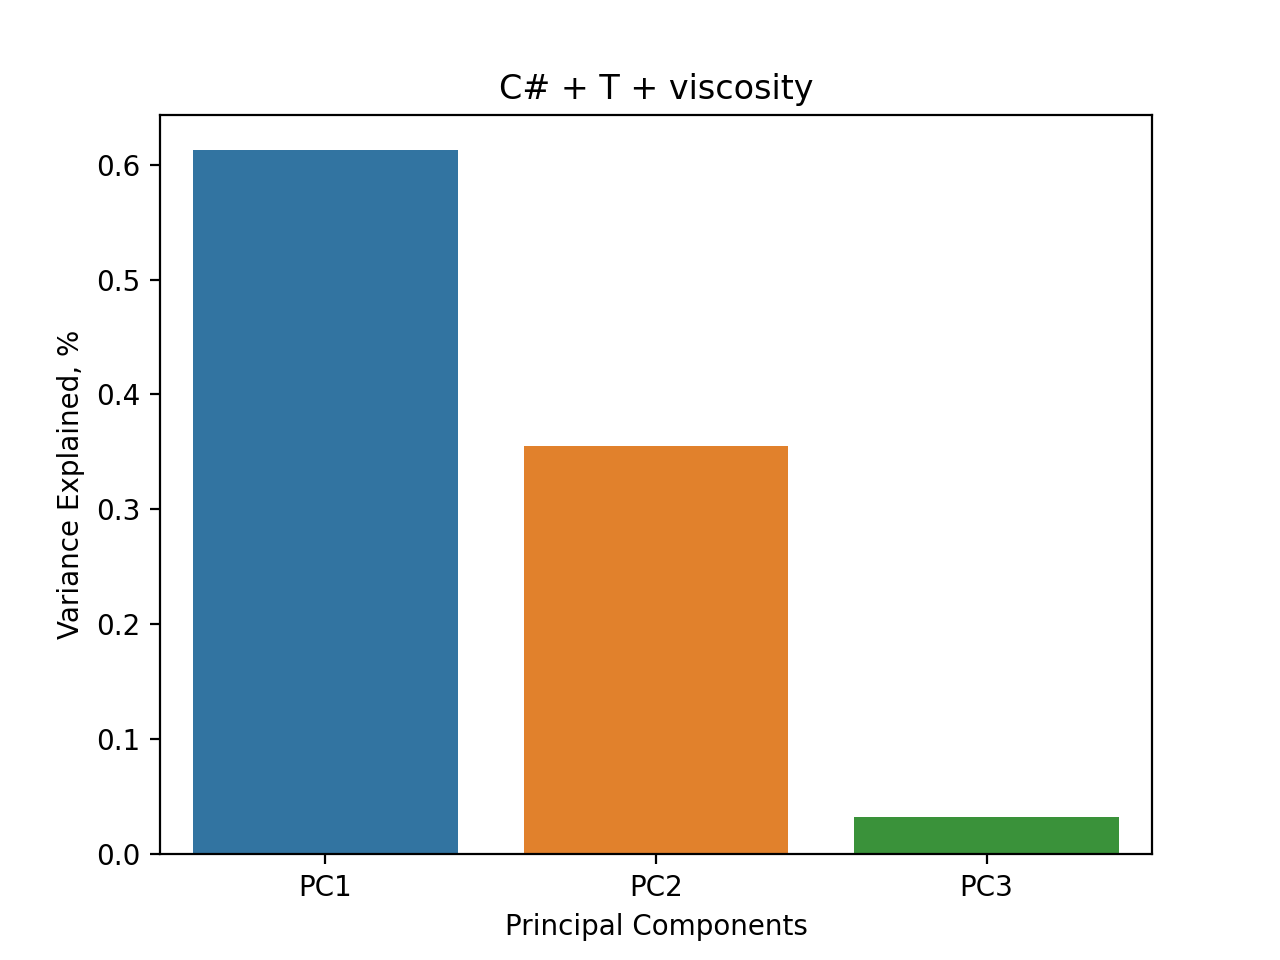 C# + T + viscosity
Variance Explained, %
0.6
0.5
0.4
0.3
0.2
0.1
0.0
PC1 PC2 PC3
Principal Components